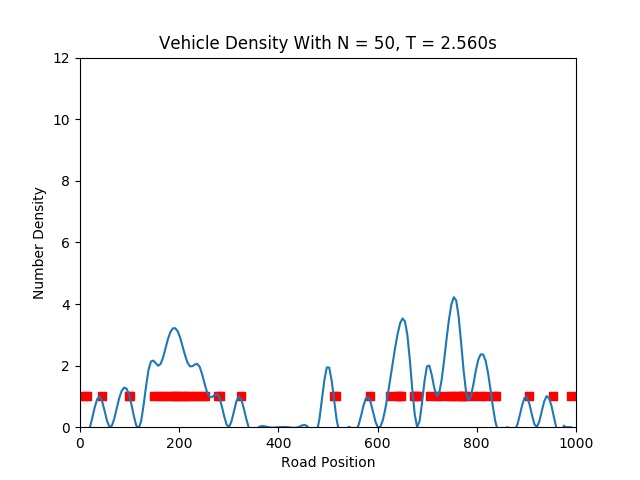 Vehicle Density With N = 50, T = 2.560s
12
10
8
6
4
2
0
Number Density
0 200 400 600 800 1000
Road Position